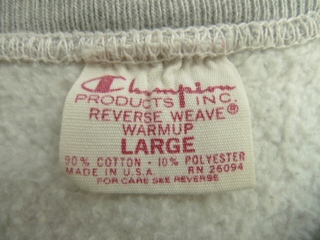 Champion
PRODUCTS INC.
REVERSE WEAVE®
WARMUP
LARGE
90% COTTON · 10% POLYESTER
MADE IN U.S.A. RN 26094
FOR CARE SEE REVERSE